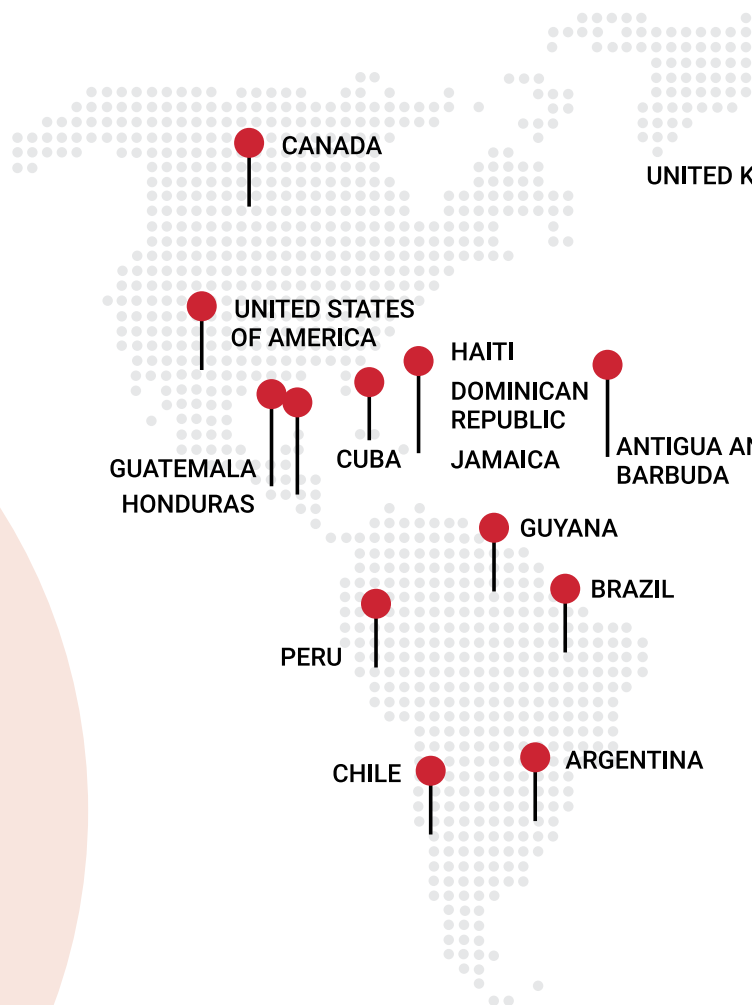 CANADA
UNITED K
UNITED STATES
OF AMERICA
HAITI
DOMINICAN
REPUBLIC
JAMAICA
CUBA
ANTIGUA AN
BARBUDA
GUATEMALA
HONDURAS
GUYANA
BRAZIL
PERU
ARGENTINA
CHILE